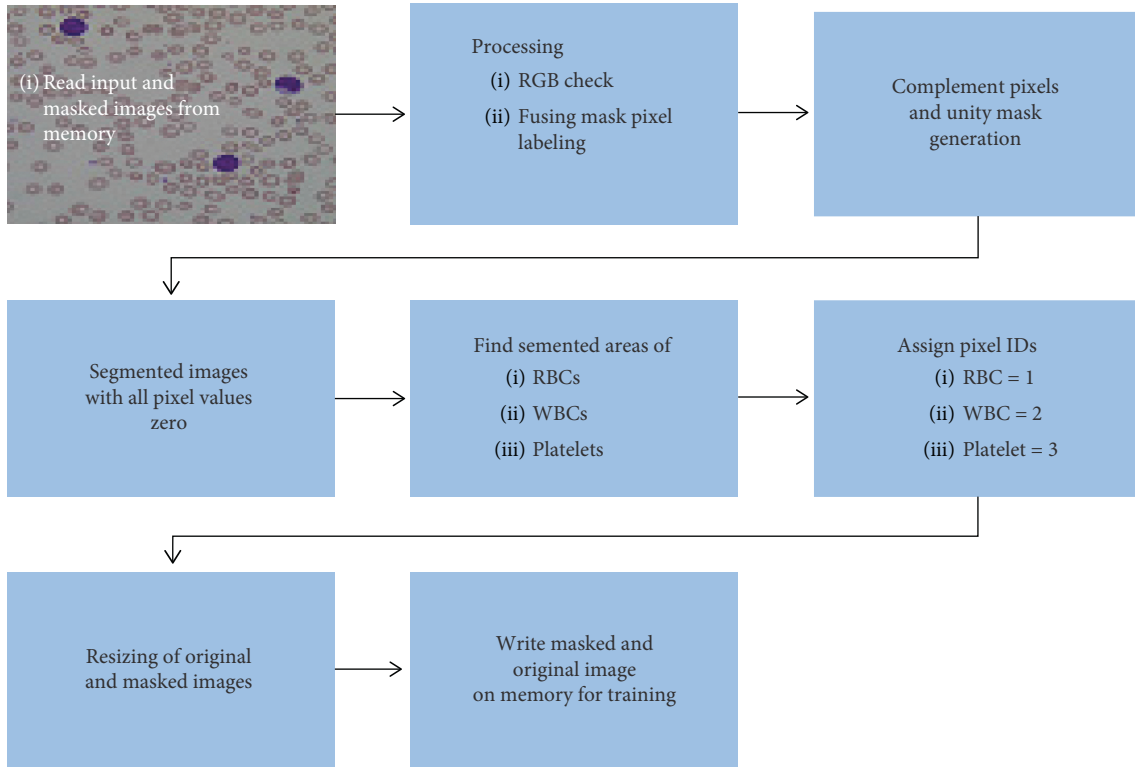 (i) Read input and
masked images from
memory
Processing
(i) RGB check
(ii) Fusing mask pixel
labeling
Complement pixels
and unity mask
generation
Segmented images
with all pixel values
zero
Find semented areas of
(i) RBCs
(ii) WBCs
(iii) Platelets
Assign pixel IDs
(i) RBC = 1
(ii) WBC = 2
(iii) Platelet = 3
Resizing of original
and masked images
Write masked and
original image
on memory for training